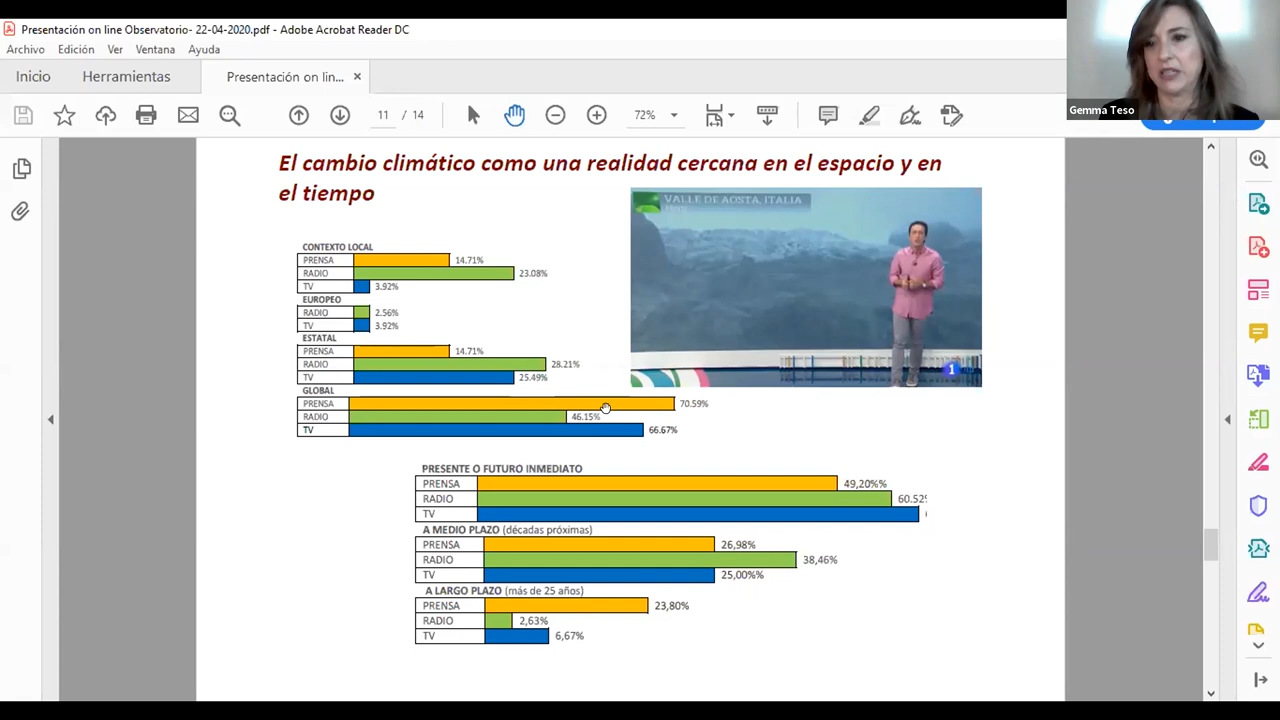 Presentación on line Observatorio- 22-04-2020.pdf - Adobe Acrobat Reader DC
Archivo Edición Ver Ventana Ayuda
Inicio Herramientas Presentación on lin... ×
11 / 14 72%
Gemma Teso
El cambio climático como una realidad cercana en el espacio y en
el tiempo
VALLE DE AOSTA, ITALIA
1
CONTEXTO LOCAL
PRENSA 14.71%
RADIO 23.08%
TV 3.92%
EUROPEO
RADIO 2.56%
TV 3.92%
ESTATAL
PRENSA 14.71%
RADIO 28.21%
TV 25.49%
GLOBAL
PRENSA 70.59%
RADIO 46.15%
TV 66.67%
PRESENTE O FUTURO INMEDIATO
PRENSA 49,20%%
RADIO 60.52%
TV
A MEDIO PLAZO (décadas próximas)
PRENSA 26,98%
RADIO 38,46%
TV 25,00%%
A LARGO PLAZO (más de 25 años)
PRENSA 23,80%
RADIO 2,63%
TV 6,67%